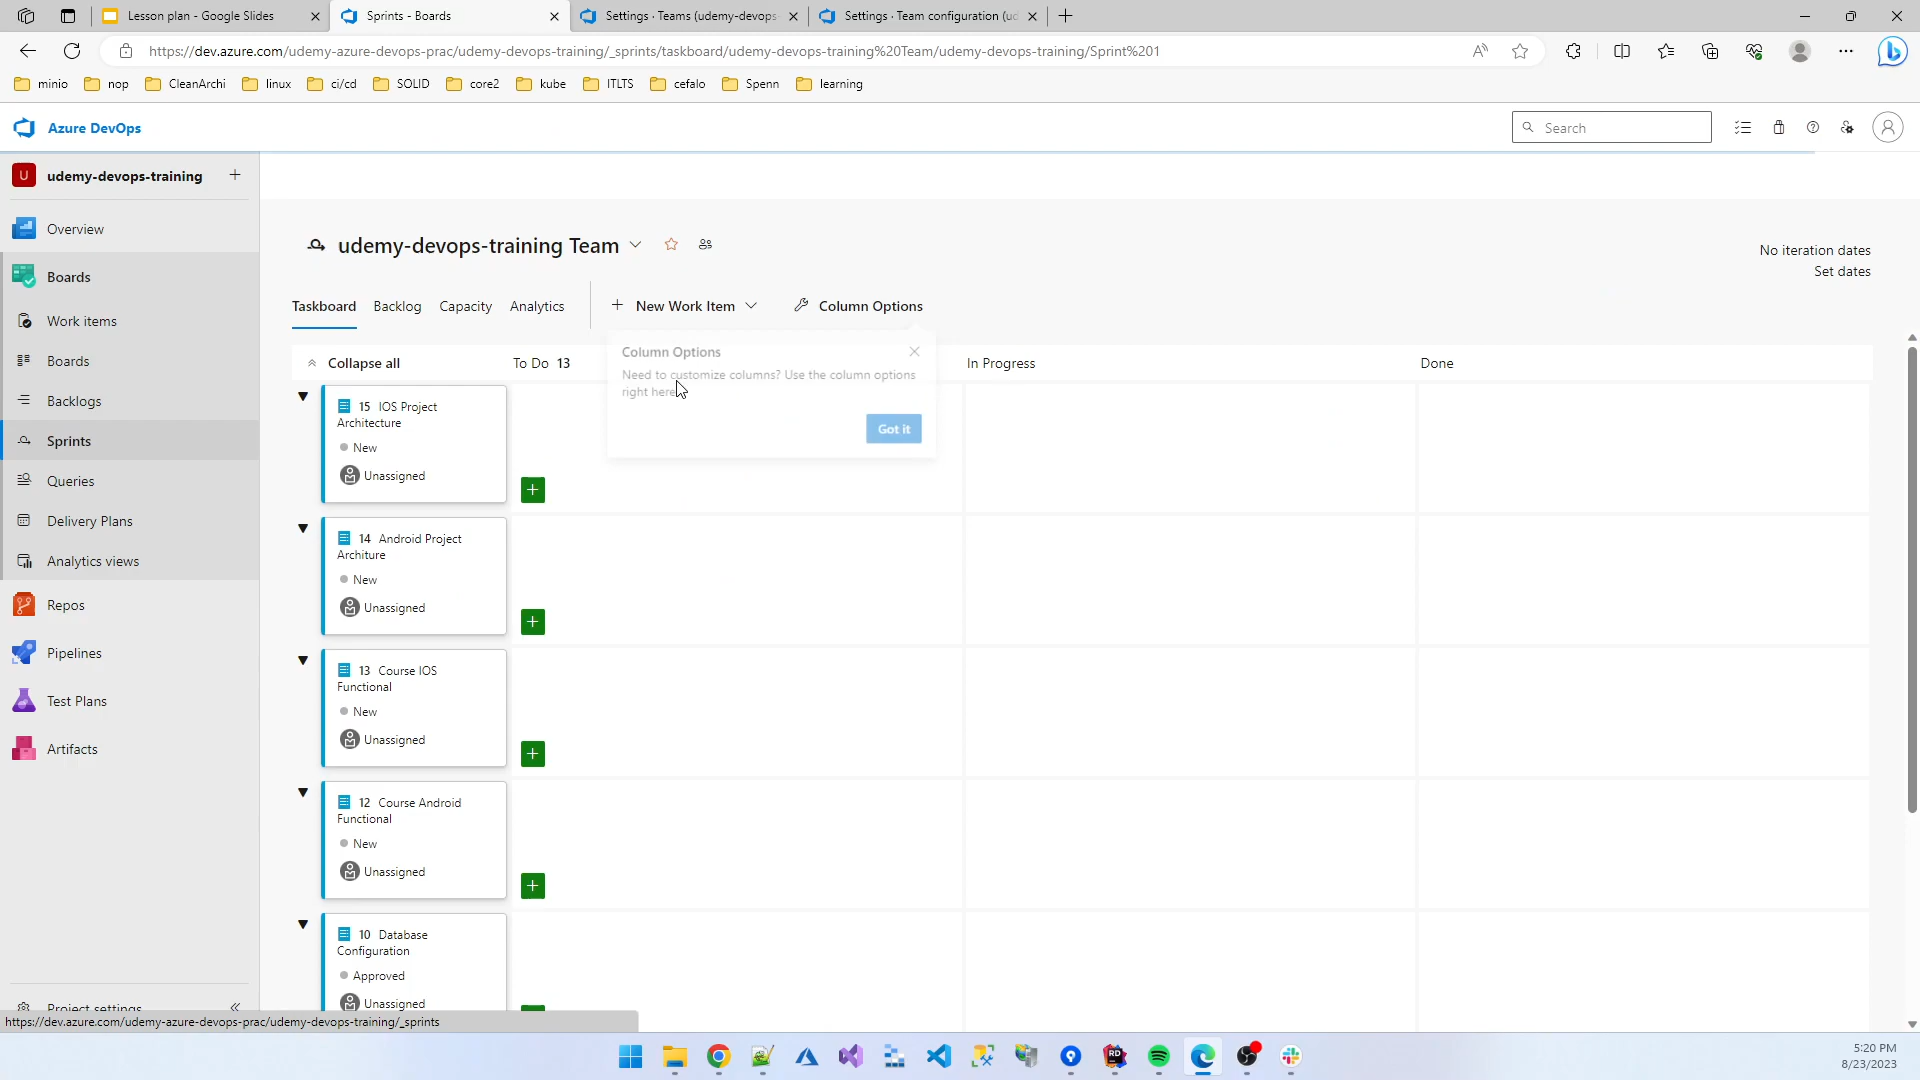 Lesson plan - Google Slides
Sprints - Boards
Settings · Teams (udemy-devops-
Settings · Team configuration (ud
https://dev.azure.com/udemy-azure-devops-prac/udemy-devops-training/_sprints/taskboard/udemy-devops-training%20Team/udemy-devops-training/Sprint%201
minio
nop
CleanArchi
linux
ci/cd
SOLID
core2
kube
ITLTS
cefalo
Spenn
learning
Azure DevOps
Search
U
udemy-devops-training
Overview
Boards
Work items
Boards
Backlogs
Sprints
Queries
Delivery Plans
Analytics views
Repos
Pipelines
Test Plans
Artifacts
Project settings
udemy-devops-training Team
No iteration dates
Set dates
Taskboard
Backlog
Capacity
Analytics
New Work Item
Column Options
Collapse all
To Do 13
In Progress
Done
Column Options
Need to customize columns? Use the column options
right here
Got it
15 IOS Project
Architecture
New
Unassigned
14 Android Project
Architure
New
Unassigned
13 Course IOS
Functional
New
Unassigned
12 Course Android
Functional
New
Unassigned
10 Database
Configuration
Approved
Unassigned
https://dev.azure.com/udemy-azure-devops-prac/udemy-devops-training/_sprints
5:20 PM
8/23/2023